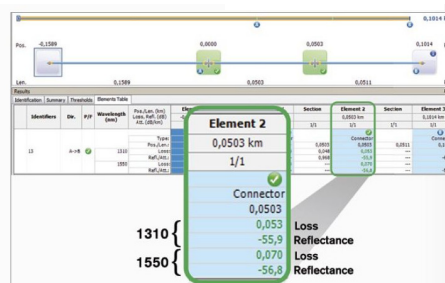 0,1014
Pos. -0,1589 0,0000 0,0503 0,1014
Len. 0,1589 0,0503 0,0511
Results
Identification Summary Thresholds Elements Table
Identifiers Dir. P/F Wavelength (nm) Pos./Len. (km) Section Element 2 Section
Loss, Refl. (dB) 0,0503 km 0,1014 km
Att. (dB/km) 1/1 1/1 1/1
Type: Connector
Pos./Len.: 0,0503 0,0503 0,0511
13 A->B 1310 Loss: 0,048 0,053
Refl./Att.: -55,9
1550 Loss: 0,070
Refl./Att.: -56,8
Element 2
0,0503 km
1/1
Connector
0,0503
1310 { 0,053 Loss
-55,9 Reflectance
1550 { 0,070 Loss
-56,8 Reflectance